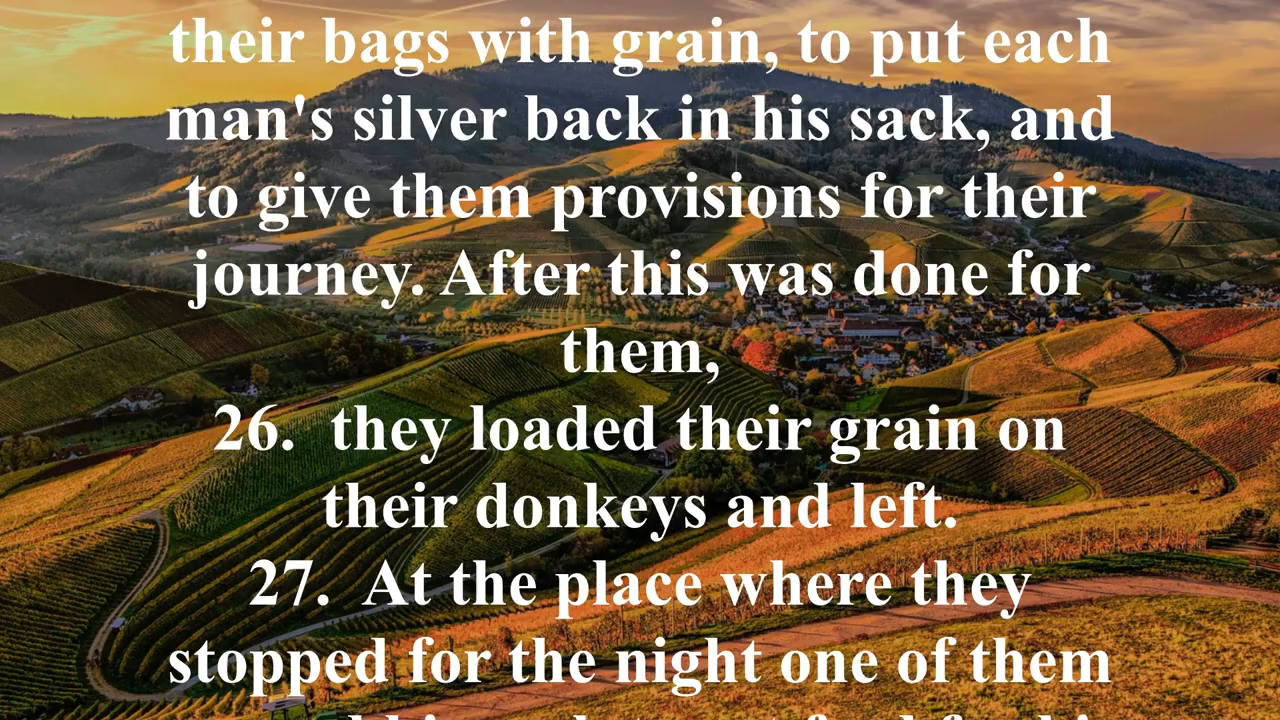 their bags with grain, to put each
man's silver back in his sack, and
to give them provisions for their
journey. After this was done for
them,
26. they loaded their grain on
their donkeys and left.
27. At the place where they
stopped for the night one of them